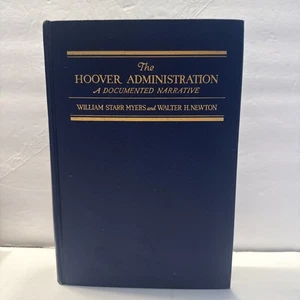 The
HOOVER ADMINISTRATION
A DOCUMENTED NARRATIVE
WILLIAM STARR MYERS and WALTER H. NEWTON